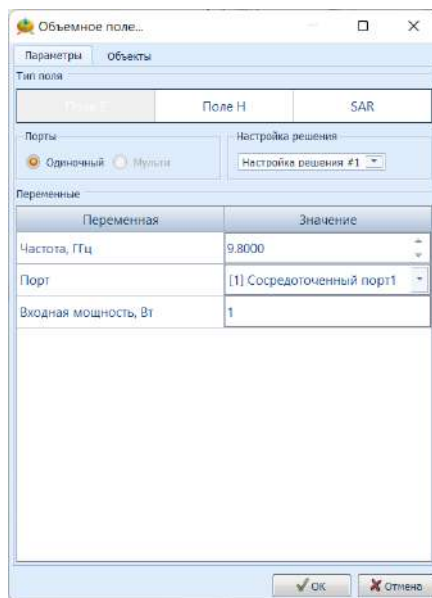 Объемное поле...
Параметры Объекты
Тип поля
Поле E Поле H SAR
Порты Настройка решения
Одиночный Мульти Настройка решения #1
Переменные
Переменная Значение
Частота, ГГц 9.8000
Порт [1] Сосредоточенный порт1
Входная мощность, Вт 1
OK Отмена